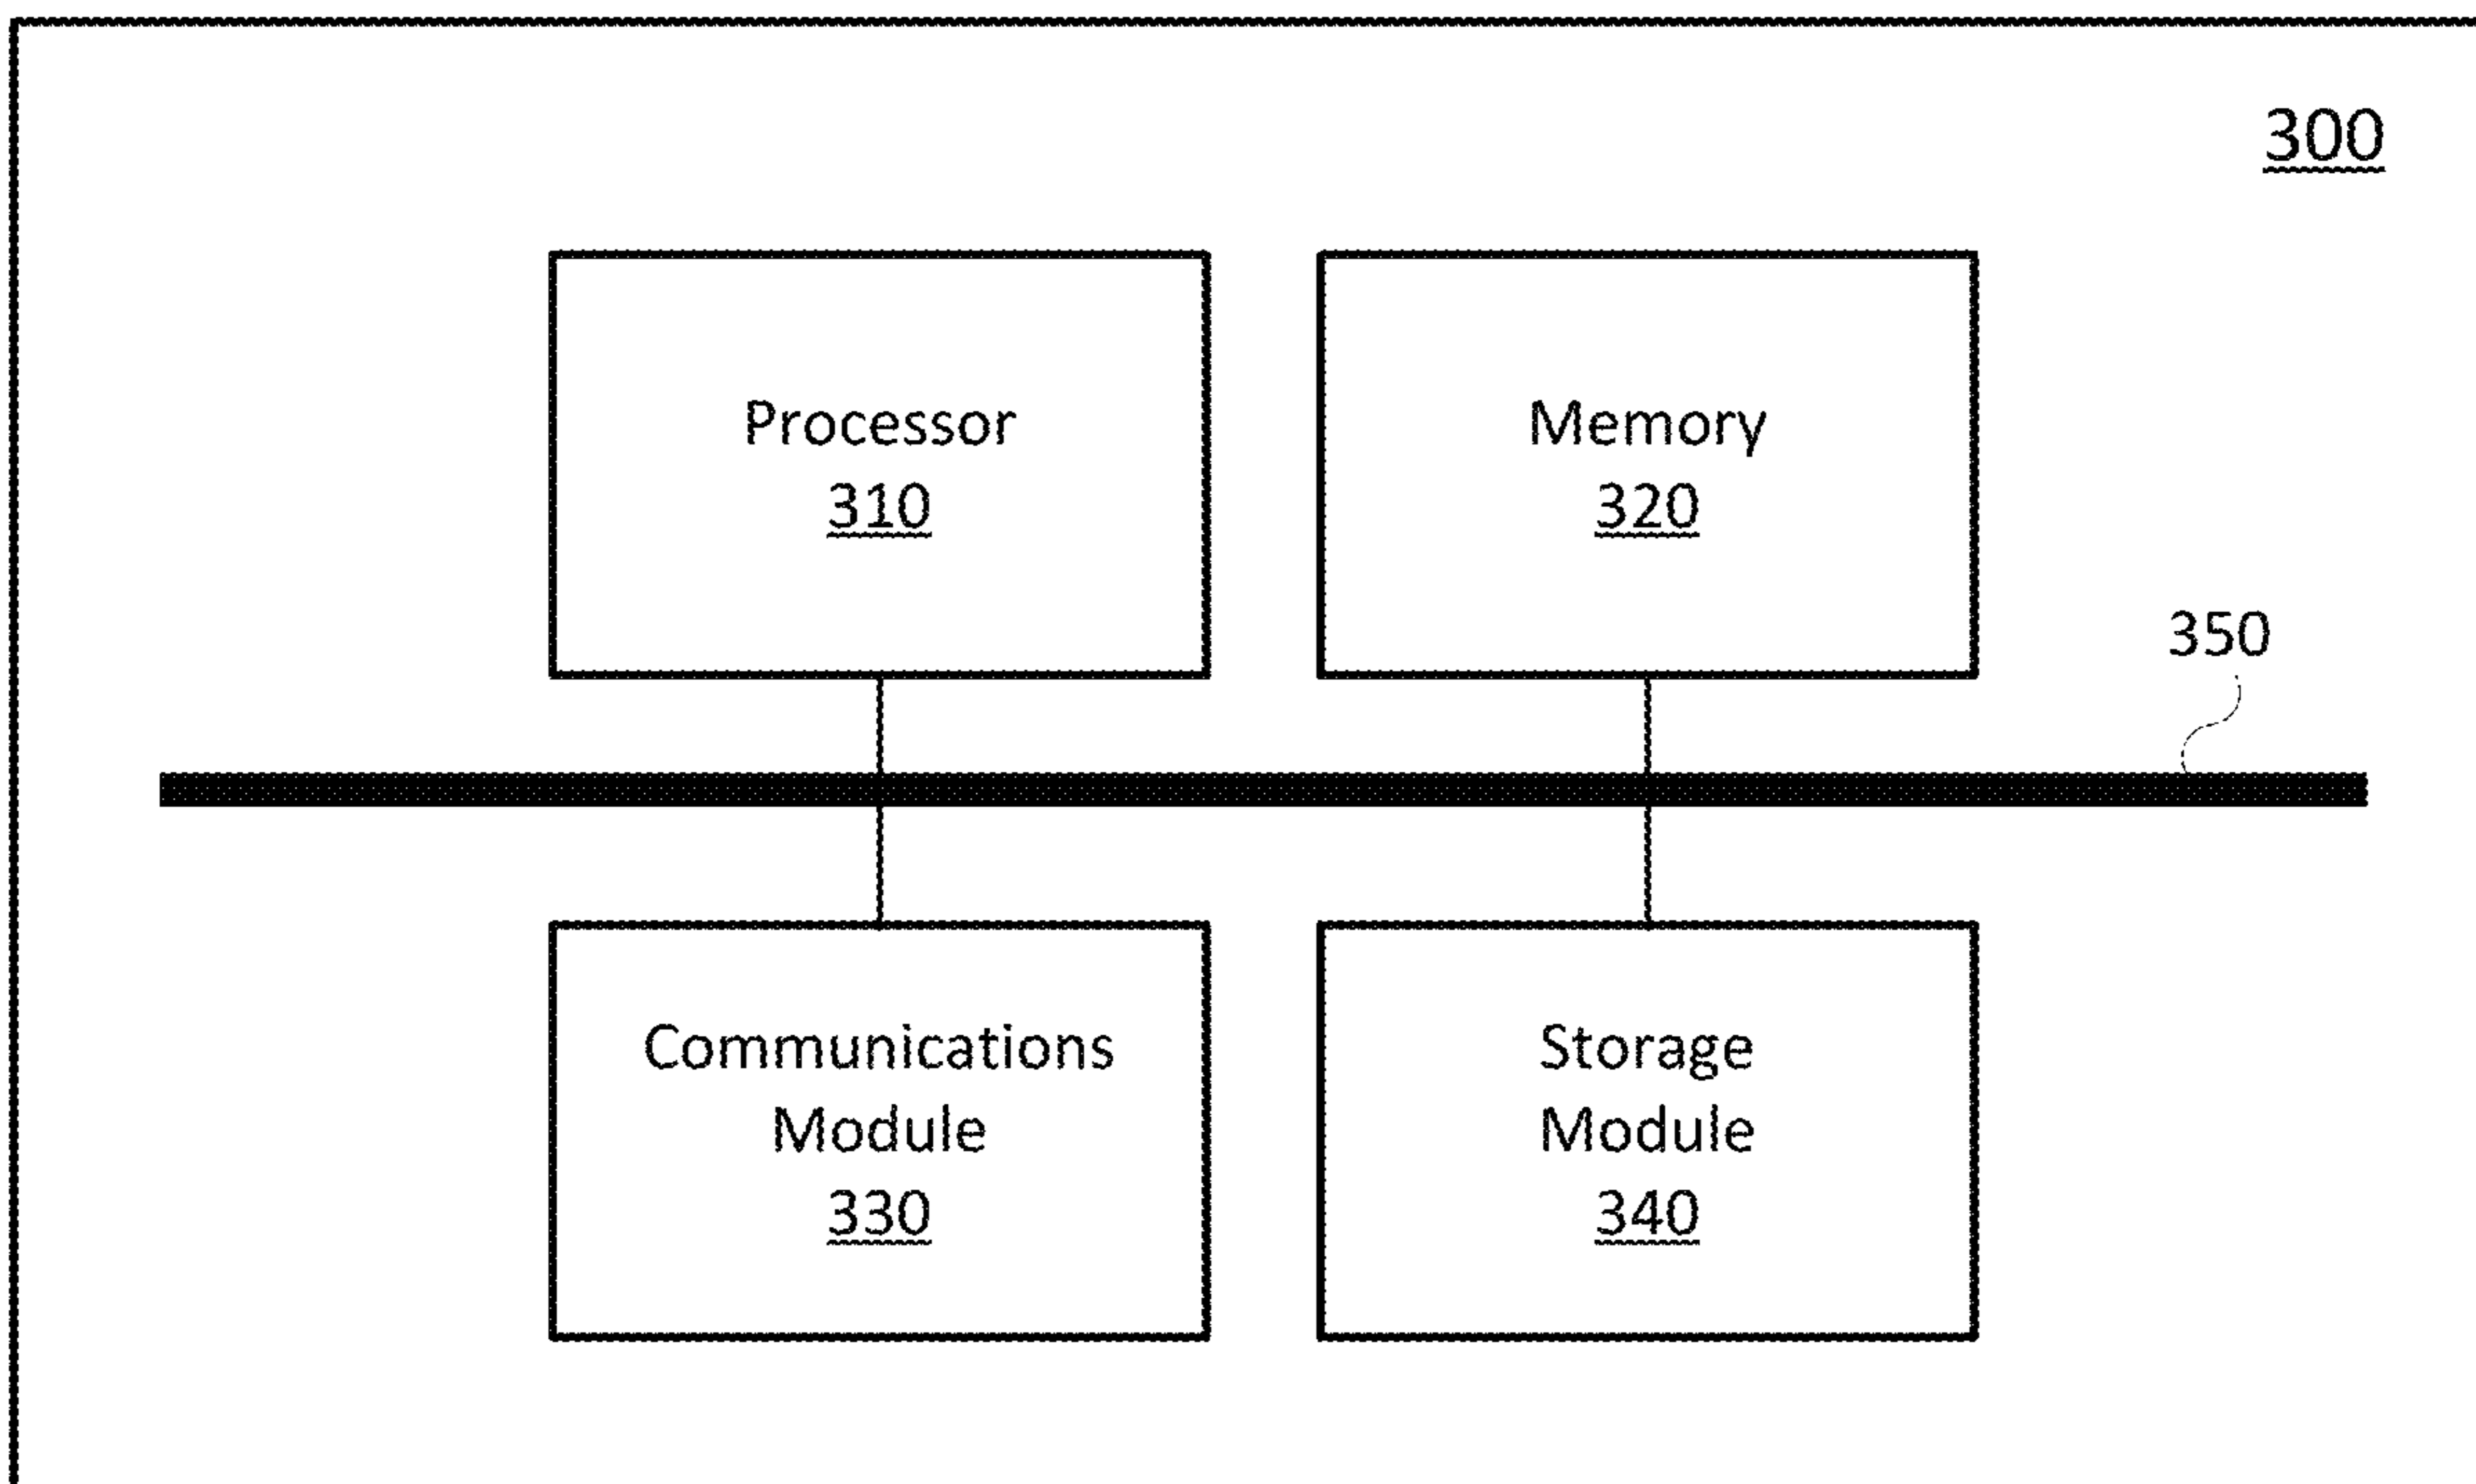 300
Processor
310
Memory
320
350
Communications
Module
330
Storage
Module
340